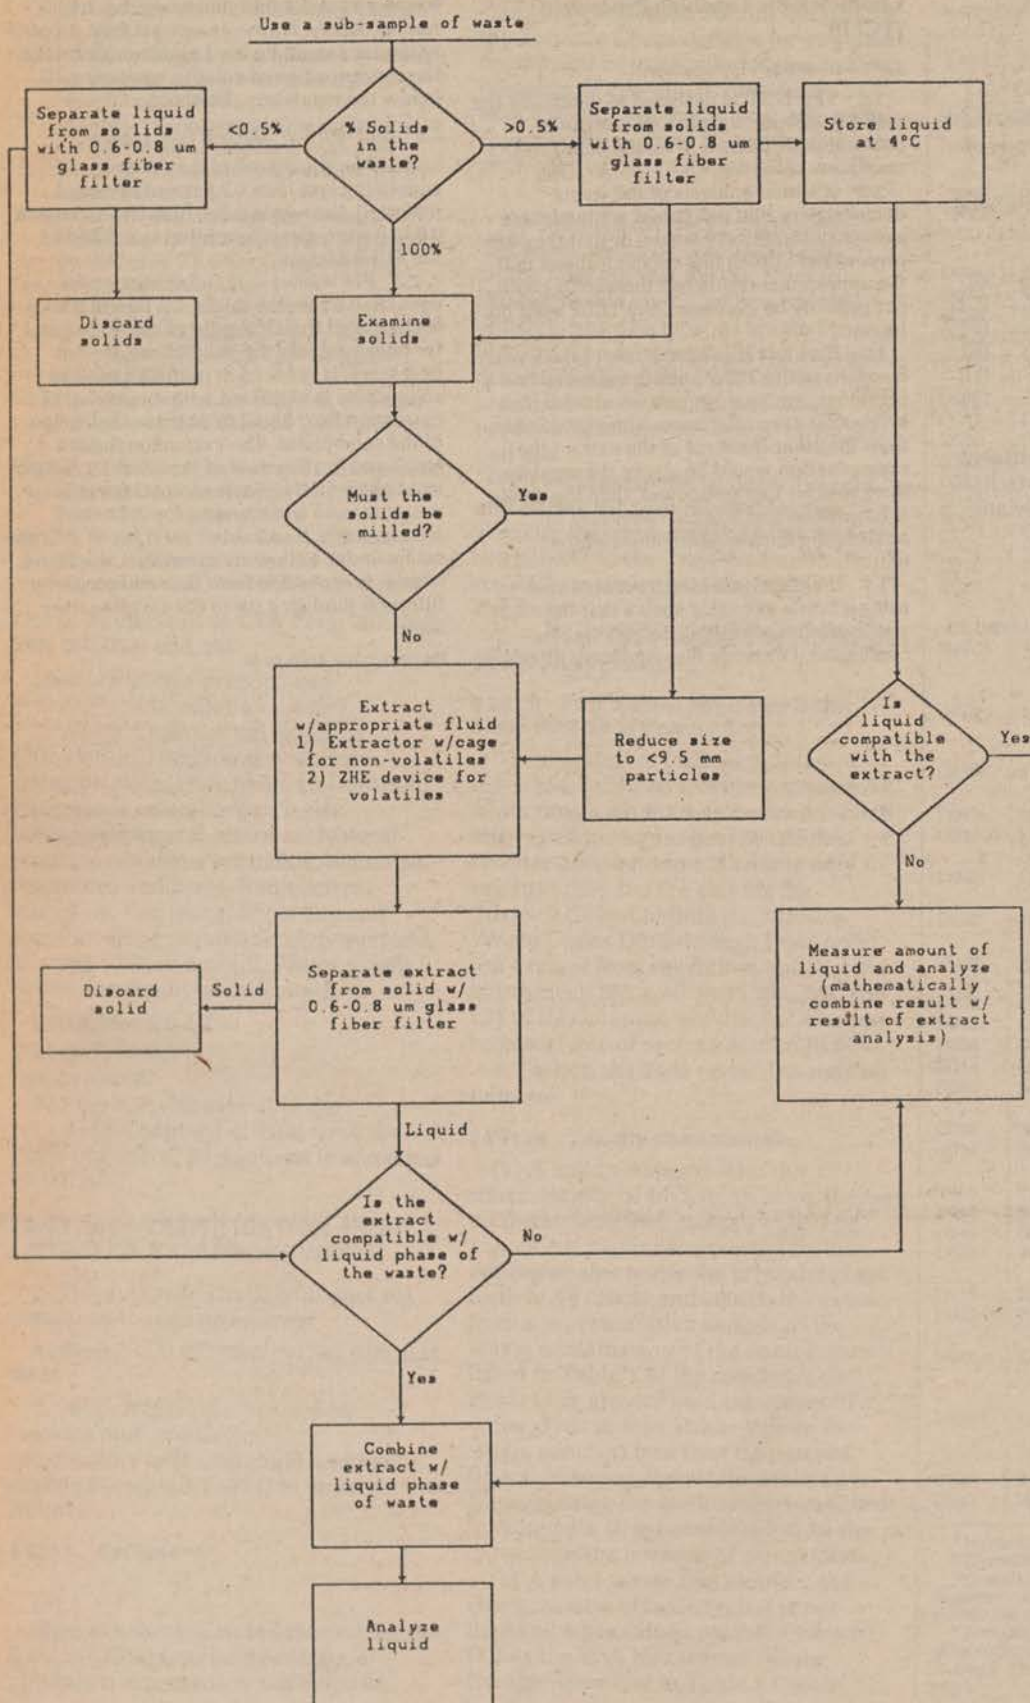 Use a sub-sample of waste
Separate liquid
from so lids
with 0.6-0.8 um
glass fiber
filter
<0.5%
% Solids
in the
waste?
>0.5%
Separate liquid
from solids
with 0.6-0.8 um
glass fiber
filter
Store liquid
at 4°C
100%
Discard
solids
Examine
solids
Must the
solids be
milled?
Yes
No
Extract
w/appropriate fluid
1) Extractor w/cage
for non-volatiles
2) ZHE device for
volatiles
Reduce size
to <9.5 mm
particles
Is
liquid
compatible
with the
extract?
Yes
No
Measure amount of
liquid and analyze
(mathematically
combine result w/
result of extract
analysis)
Separate extract
from solid w/
0.6-0.8 um glass
fiber filter
Solid
Disoard
solid
Liquid
Is the
extract
compatible w/
liquid phase of
the waste?
No
Yes
Combine
extract w/
liquid phase
of waste
Analyze
liquid